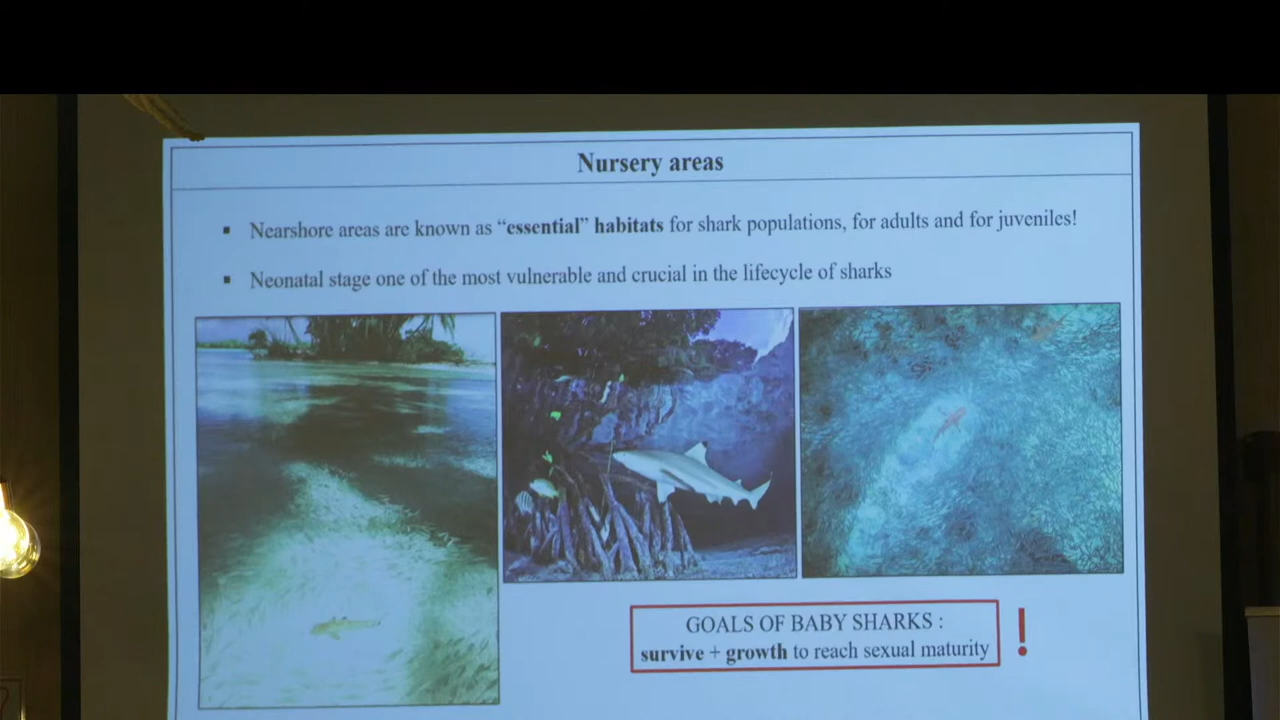 Nursery areas
Nearshore areas are known as “essential” habitats for shark populations, for adults and for juveniles!
Neonatal stage one of the most vulnerable and crucial in the lifecycle of sharks
GOALS OF BABY SHARKS :
survive + growth to reach sexual maturity
!